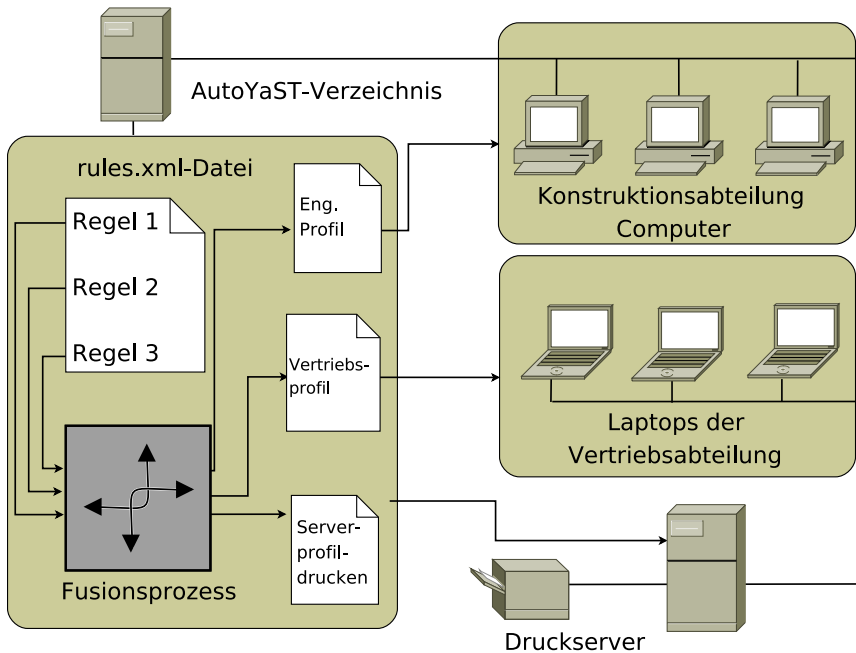 AutoYaST-Verzeichnis
rules.xml-Datei
Regel 1
Regel 2
Regel 3
Eng.
Profil
Vertriebs-
profil
Server-
profil-
drucken
Fusionsprozess
Konstruktionsabteilung
Computer
Laptops der
Vertriebsabteilung
Druckserver